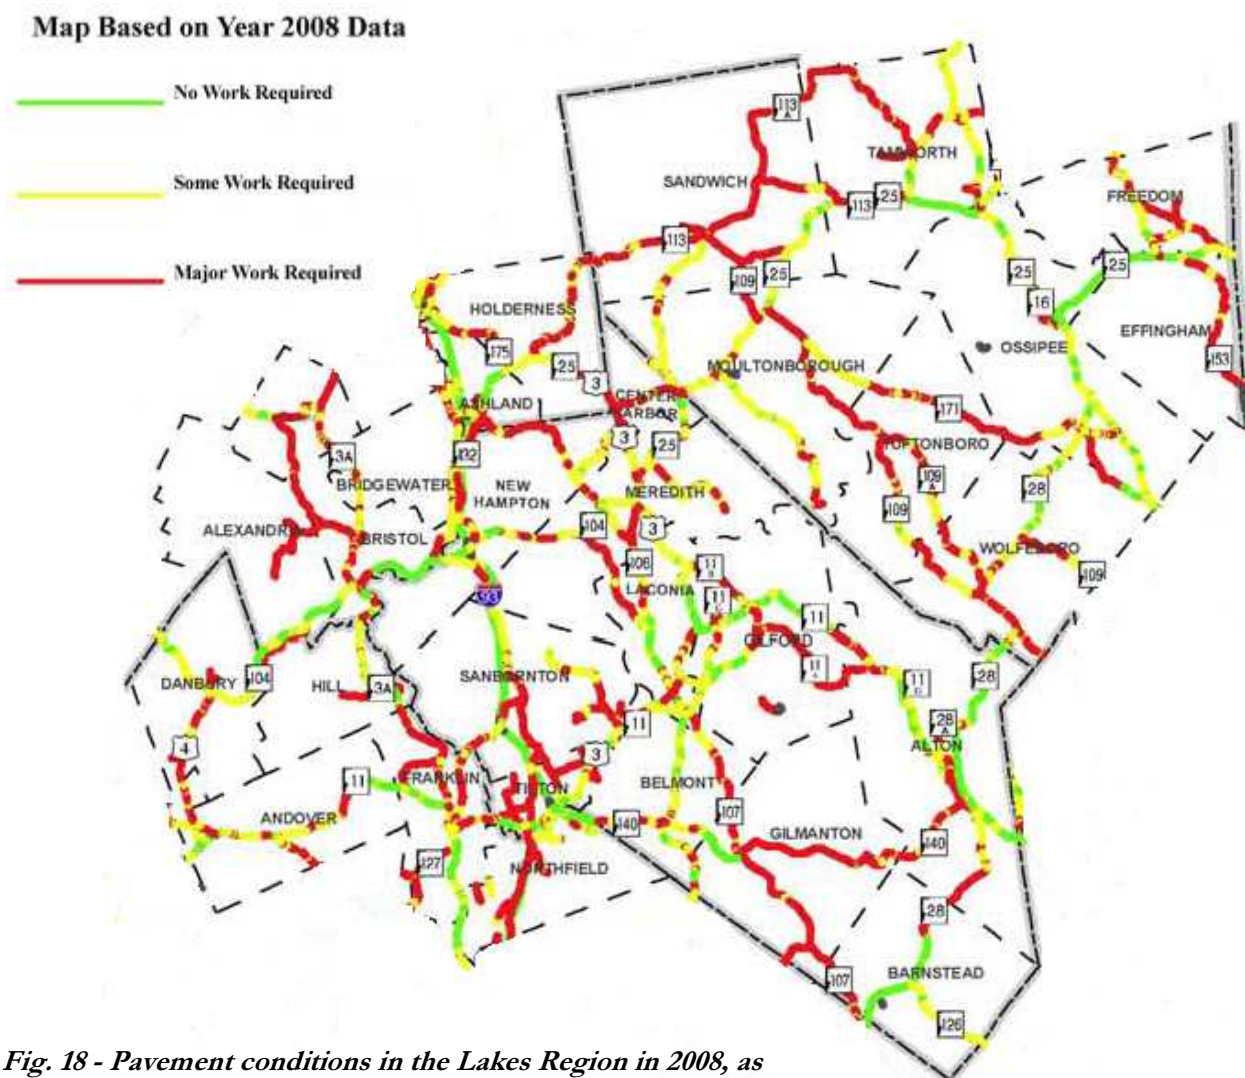 Map Based on Year 2008 Data
No Work Required
Some Work Required
Major Work Required
113 A
TAMWORTH
SANDWICH
113
25
FREEDOM
113
109
25
25
25
16
HOLDERNESS
175
25
3
MOULTONBOROUGH
OSSIPEE
EFFINGHAM
153
ASHLAND
CENTER
HARBOR
171
3
25
TUFTONBORO
132
3A
BRIDGEWATER
NEW
HAMPTON
MEREDITH
109 A
28
109
ALEXANDRIA
BRISTOL
104
3
WOLFEBORO
106
11 B
109
93
LACONIA
11 C
11
GILFORD
11 A
SANBORNTON
DANBURY
104
HILL
3A
11 D
28
11
28 A
ALTON
4
3
FRANKLIN
TILTON
BELMONT
11
107
ANDOVER
140
GILMANTON
140
127
NORTHFIELD
28
107
BARNSTEAD
126
Fig. 18 - Pavement conditions in the Lakes Region in 2008, as